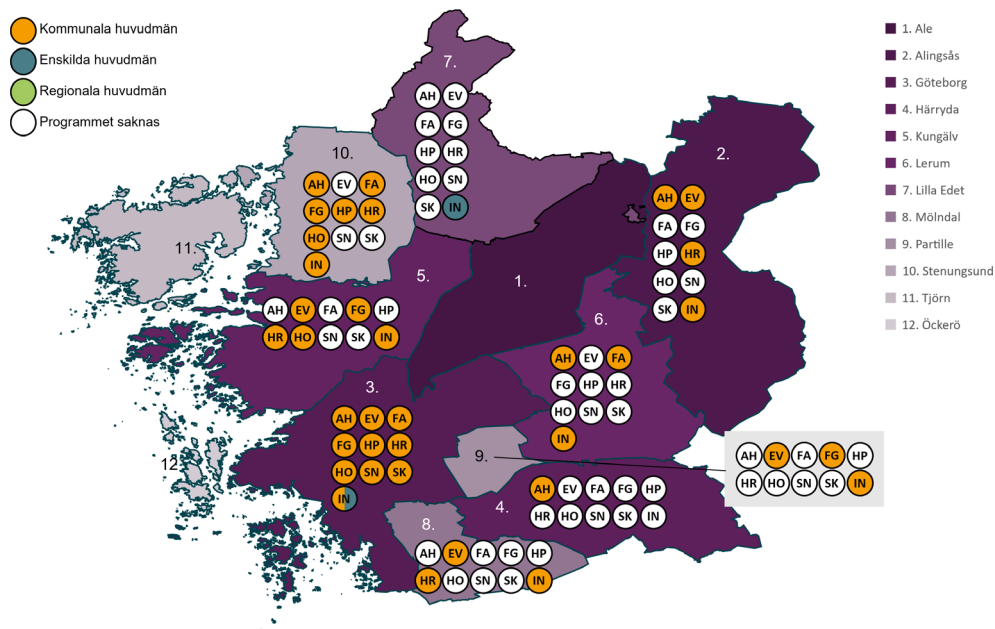 Kommunala huvudmän
Enskilda huvudmän
Regionala huvudmän
Programmet saknas
1. Ale
2. Alingsås
3. Göteborg
4. Härryda
5. Kungälv
6. Lerum
7. Lilla Edet
8. Mölndal
9. Partille
10. Stenungsund
11. Tjörn
12. Öckerö
7.
AH EV
FA FG
HP HR
HO SN
SK IN
2.
AH EV
FA FG
HP HR
HO SN
SK IN
10.
AH EV FA
FG HP HR
HO SN SK
IN
11.
5.
AH EV FA FG HP
HR HO SN SK IN
1.
6.
AH EV FA
FG HP HR
HO SN SK
IN
3.
AH EV FA
FG HP HR
HO SN SK
IN
9.
AH EV FA FG HP
HR HO SN SK IN
12.
4.
AH EV FA FG HP
HR HO SN SK IN
8.
AH EV FA FG HP
HR HO SN SK IN